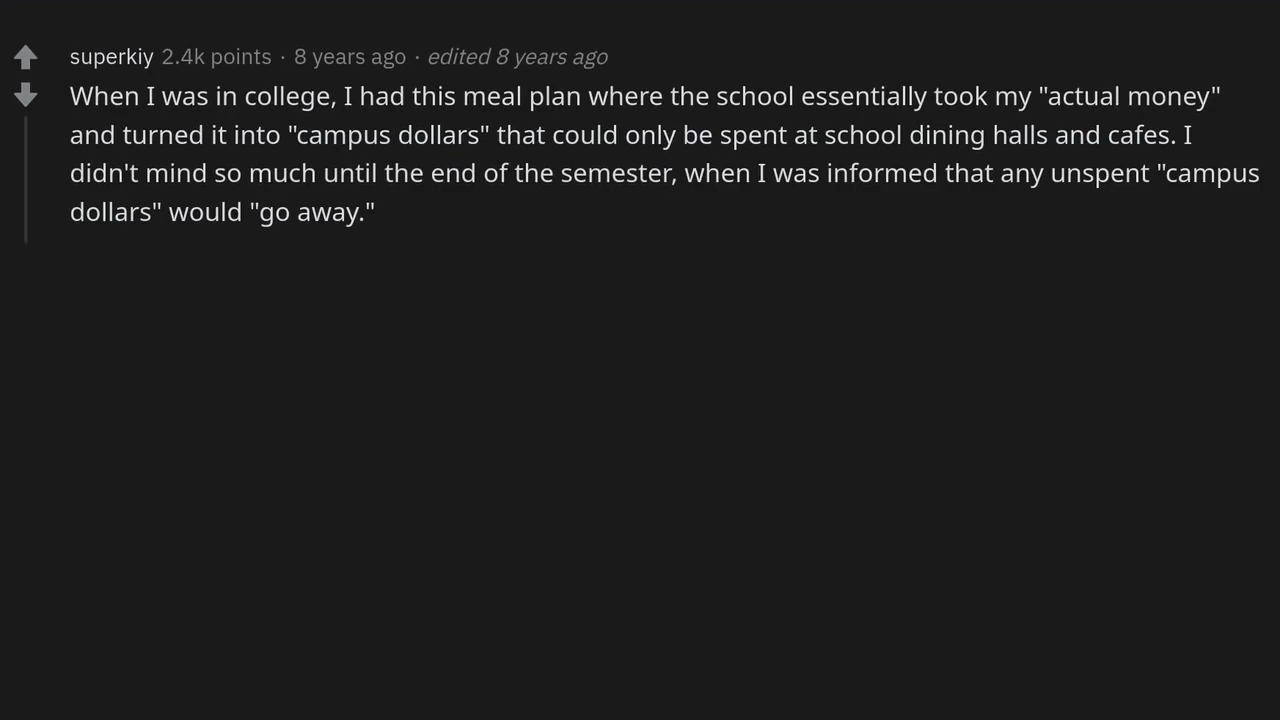 superkiy 2.4k points · 8 years ago · edited 8 years ago
When I was in college, I had this meal plan where the school essentially took my "actual money"
and turned it into "campus dollars" that could only be spent at school dining halls and cafes. I
didn't mind so much until the end of the semester, when I was informed that any unspent "campus
dollars" would "go away."